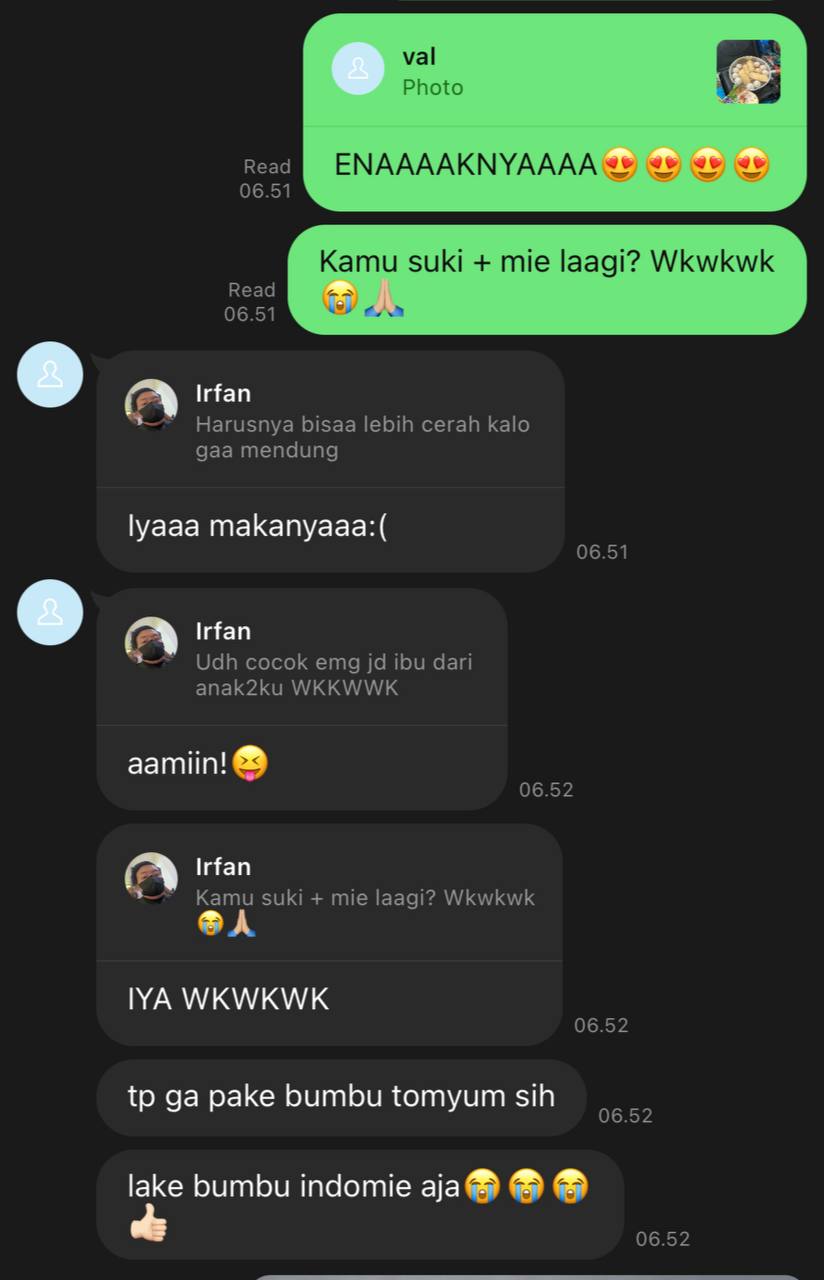 val
Photo
Read
06.51
ENAAAAKNYAAAA😍😍😍😍
Read
06.51
Kamu suki + mie laagi? Wkwkwk
😭🙏🏼
Irfan
Harusnya bisaa lebih cerah kalo
gaa mendung
Iyaaa makanyaaa:(
06.51
Irfan
Udh cocok emg jd ibu dari
anak2ku WKKWWK
aamiin!😝
06.52
Irfan
Kamu suki + mie laagi? Wkwkwk
😭🙏🏼
IYA WKWKWK
06.52
tp ga pake bumbu tomyum sih
06.52
lake bumbu indomie aja😭😭😭
👍🏻
06.52